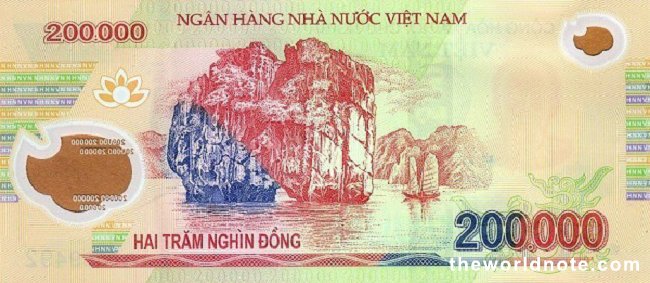 NGÂN HÀNG NHÀ NƯỚC VIỆT NAM
200.000
HAI TRĂM NGHÌN ĐỒNG
200.000
theworldnote.com